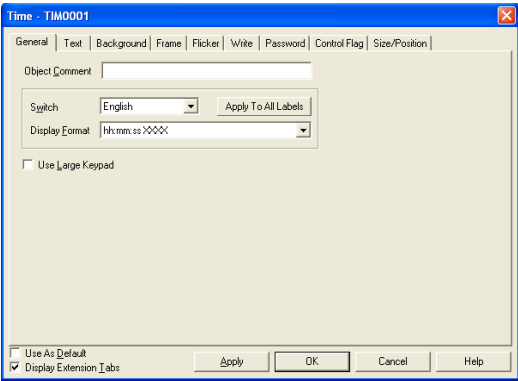 Time - TIM0001
General Text Background Frame Flicker Write Password Control Flag Size/Position
Object Comment
Switch English Apply To All Labels
Display Format hh:mm:ss XXXX
Use Large Keypad
Use As Default
Display Extension Tabs Apply OK Cancel Help